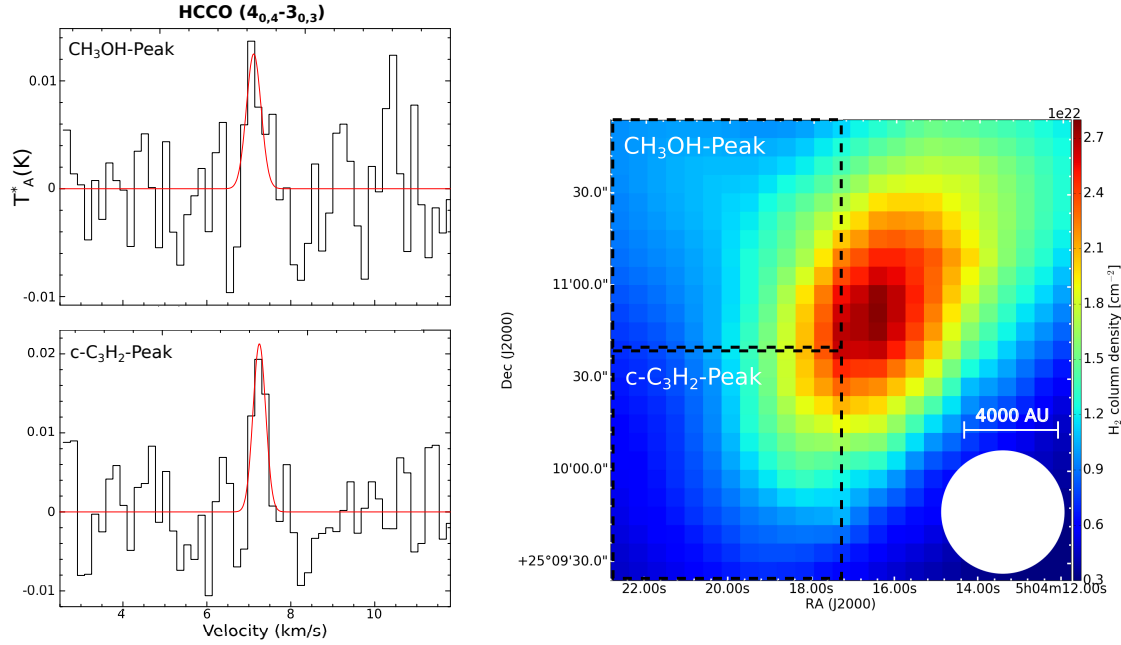 HCCO (4₀,₄-3₀,₃)
CH₃OH-Peak
0.01
0
-0.01
T*A(K)
c-C₃H₂-Peak
0.02
0.01
0
-0.01
4
6
8
10
Velocity (km/s)
1e22
CH₃OH-Peak
c-C₃H₂-Peak
4000 AU
30.0"
11'00.0"
30.0"
10'00.0"
+25°09'30.0"
Dec (J2000)
22.00s
20.00s
18.00s
16.00s
14.00s
5h04m12.00s
RA (J2000)
2.7
2.4
2.1
1.8
1.5
1.2
0.9
0.6
0.3
H₂ column density [cm⁻²]